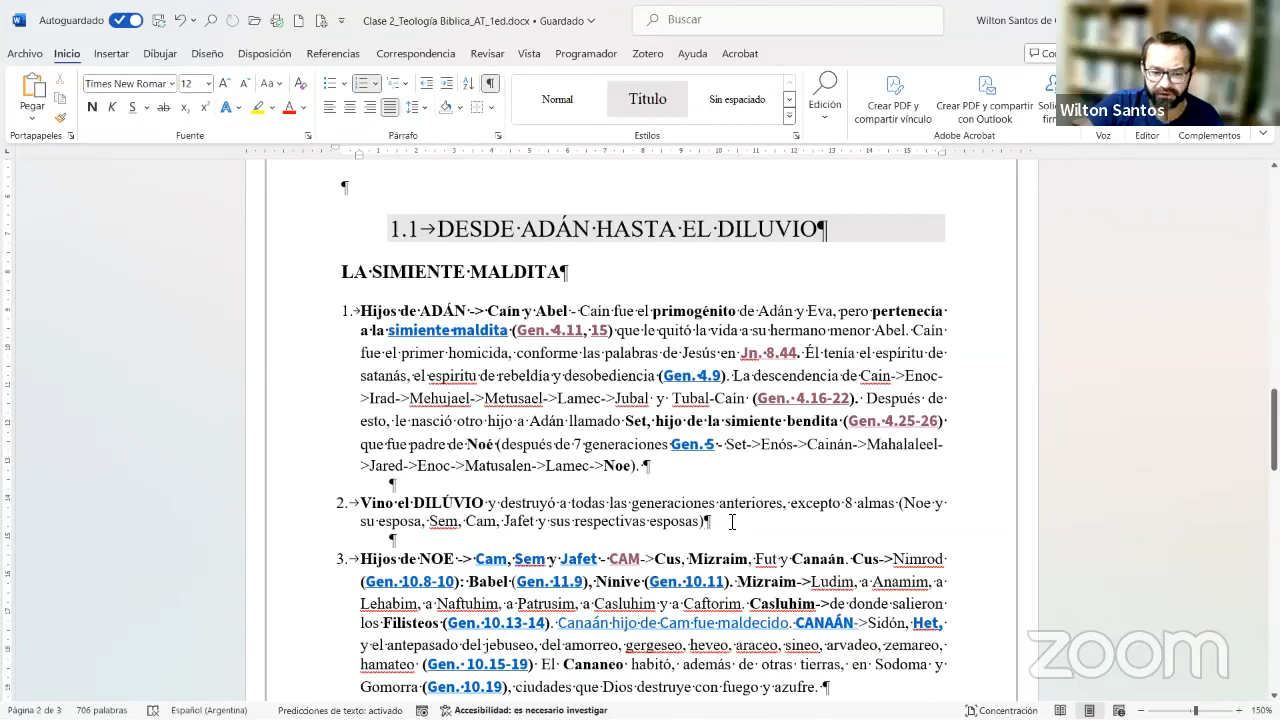 Autoguardado
Clase 2_Teología Biblica_AT_1ed.docx • Guardado
Buscar
Wilton Santos de
Archivo Inicio Insertar Dibujar Diseño Disposición Referencias Correspondencia Revisar Vista Programador Zotero Ayuda Acrobat
Times New Romar 12
Aa
Pegar
N K S ab
Normal Título Sin espaciado
Edición
Crear PDF y compartir vínculo
Crear PDF y compartir con Outlook
Wilton Santos
Portapapeles Fuente Párrafo Estilos Adobe Acrobat Voz Editor Complementos
¶
1.1→DESDE·ADÁN·HASTA·EL·DILUVIO¶
LA·SIMIENTE·MALDITA¶
1.→Hijos·de·ADÁN·->·Caín·y·Abel·-·Caín·fue·el·primogénito·de·Adán·y·Eva,·pero·pertenecía·
a·la·simiente·maldita·(Gen.·4.11,·15)·que·le·quitó·la·vida·a·su·hermano·menor·Abel.·Caín·
fue·el·primer·homicida,·conforme·las·palabras·de·Jesús·en·Jn.·8.44.·Él·tenía·el·espíritu·de·
satanás,·el·espiritu·de·rebeldía·y·desobediencia·(Gen.·4.9).·La·descendencia·de·Cain->Enoc-
>Irad->Mehujael->Metusael->Lamec->Jubal·y·Tubal-Caín·(Gen.·4.16-22).·Después·de·
esto,·le·nasció·otro·hijo·a·Adán·llamado·Set,·hijo·de·la·simiente·bendita·(Gen.·4.25-26)·
que·fue·padre·de·Noé·(después·de·7·generaciones·Gen.·5·-·Set->Enós->Cainán->Mahalaleel-
>Jared->Enoc->Matusalen->Lamec->Noe).·¶
¶
2.→Vino·el·DILÚVIO·y·destruyó·a·todas·las·generaciones·anteriores,·excepto·8·almas·(Noe·y·
su·esposa,·Sem,·Cam,·Jafet·y·sus·respectivas·esposas)¶
¶
3.→Hijos·de·NOE·->·Cam,·Sem·y·Jafet·-·CAM->Cus,·Mizraim,·Fut·y·Canaán.·Cus->Nimrod·
(Gen.·10.8-10):·Babel·(Gen.·11.9),·Nínive·(Gen.·10.11).·Mizraim->Ludim,·a·Anamim,·a·
Lehabim,·a·Naftuhim,·a·Patrusim,·a·Casluhim·y·a·Caftorim.·Casluhim->de·donde·salieron·
los·Filisteos·(Gen.·10.13-14).·Canaán·hijo·de·Cam·fue·maldecido.·CANAÁN->Sidón,·Het,·
y·el·antepasado·del·jebuseo,·del·amorreo,·gergeseo,·heveo,·araceo,·sineo,·arvadeo,·zemareo,·
hamateo·(Gen.·10.15-19)·El·Cananeo·habitó,·además·de·otras·tierras,·en·Sodoma·y·
Gomorra·(Gen.·10.19),·ciudades·que·Dios·destruye·con·fuego·y·azufre.·¶
zoom
Página 2 de 3 706 palabras Español (Argentina) Predicciones de texto: activado Accesibilidad: es necesario investigar Concentración 150%